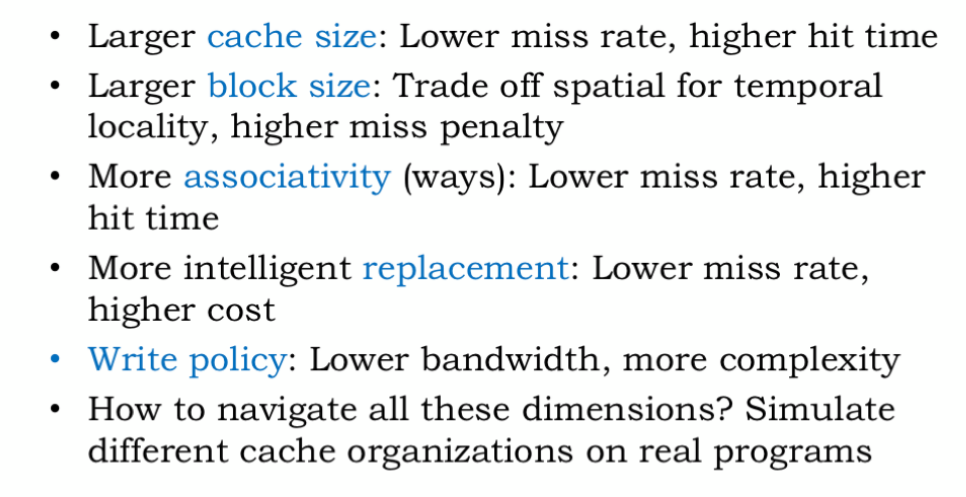 • Larger cache size: Lower miss rate, higher hit time
• Larger block size: Trade off spatial for temporal
locality, higher miss penalty
• More associativity (ways): Lower miss rate, higher
hit time
• More intelligent replacement: Lower miss rate,
higher cost
• Write policy: Lower bandwidth, more complexity
• How to navigate all these dimensions? Simulate
different cache organizations on real programs